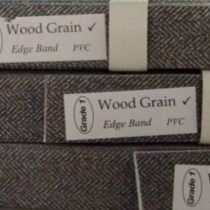 Wood Grain ✓
Edge Band PVC
Grade 1
Wood Grain ✓
Edge Band PVC
Grade 1
W